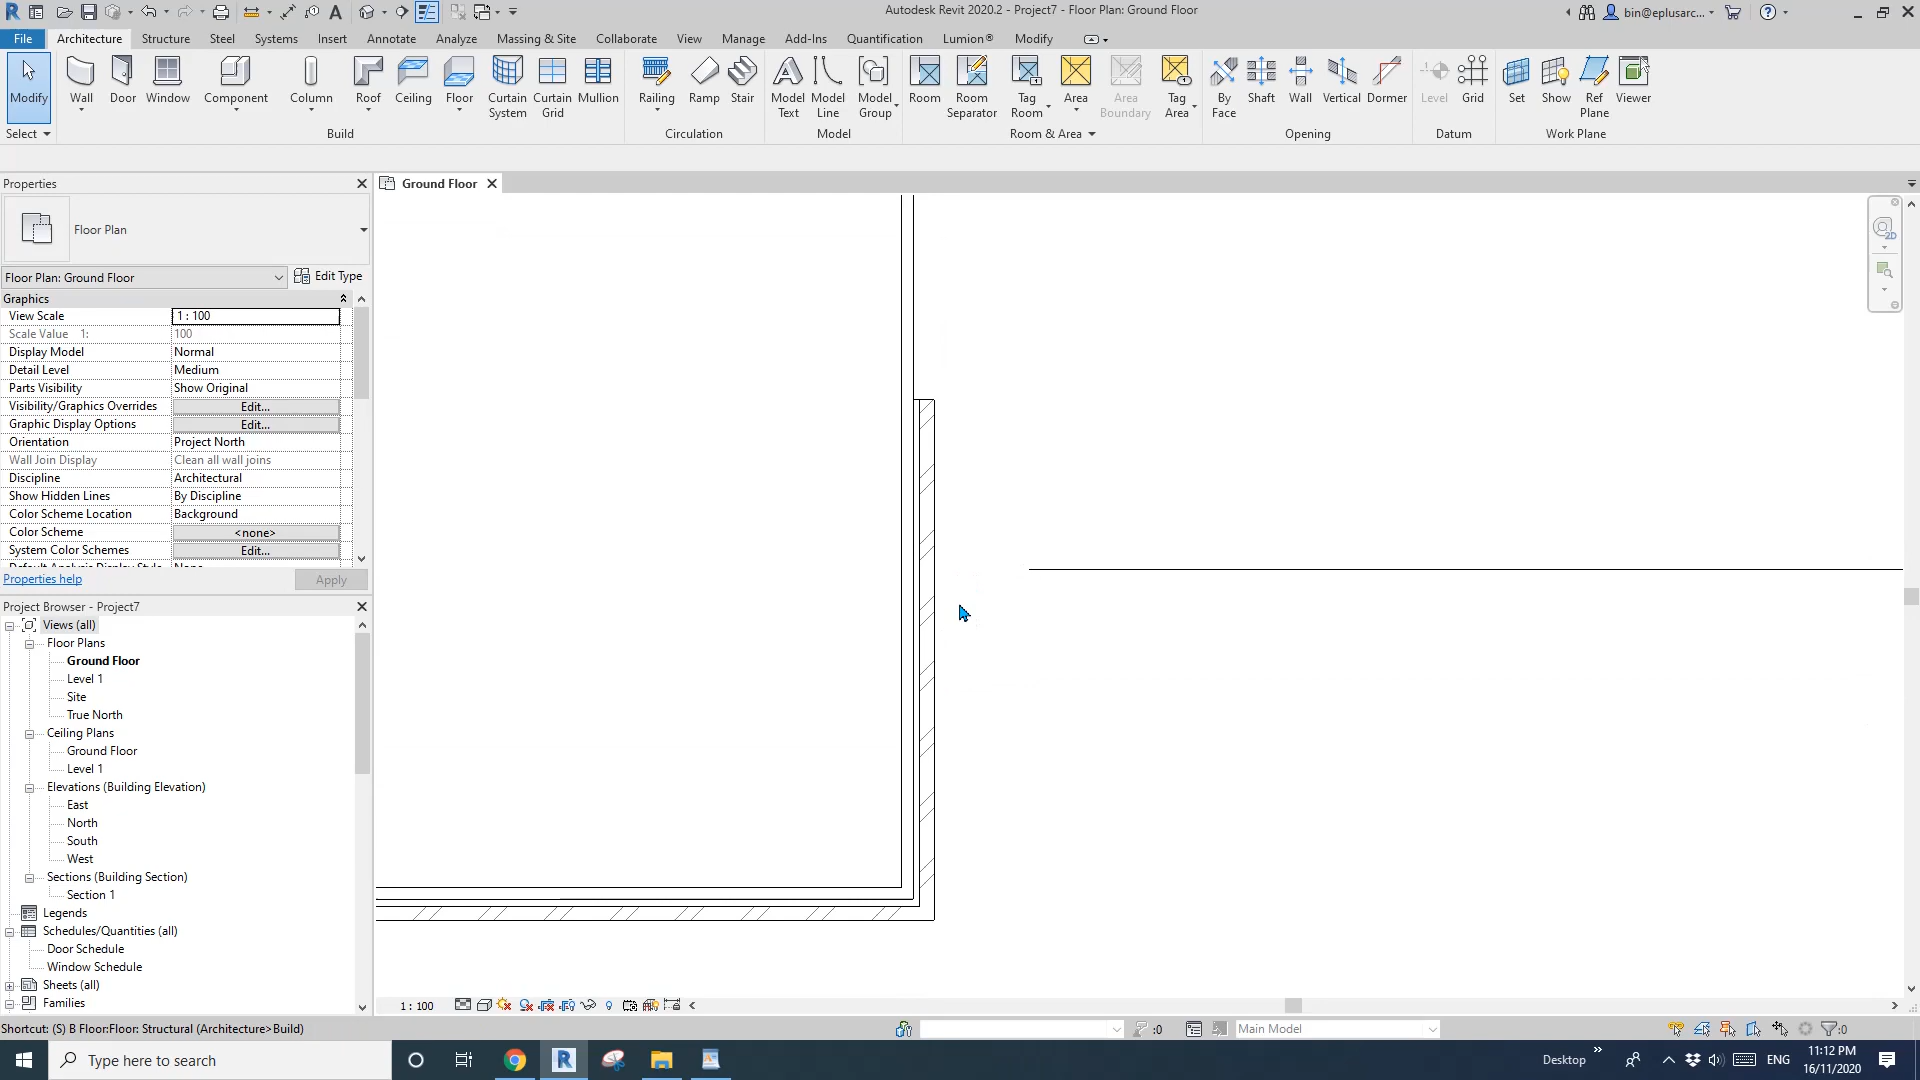 Autodesk Revit 2020.2 - Project7 - Floor Plan: Ground Floor
bin@eplusarc...
File Architecture Structure Steel Systems Insert Annotate Analyze Massing & Site Collaborate View Manage Add-Ins Quantification Lumion® Modify
Modify Wall Door Window Component Column Roof Ceiling Floor Curtain System Curtain Grid Mullion Railing Ramp Stair Model Text Model Line Model Group Room Room Separator Tag Room Area Area Boundary Tag Area By Face Shaft Wall Vertical Dormer Level Grid Set Show Ref Plane Viewer
Select Build Circulation Model Room & Area Opening Datum Work Plane
Properties
Ground Floor
Floor Plan
Floor Plan: Ground Floor
Edit Type
Graphics
View Scale 1 : 100
Scale Value 1: 100
Display Model Normal
Detail Level Medium
Parts Visibility Show Original
Visibility/Graphics Overrides Edit...
Graphic Display Options Edit...
Orientation Project North
Wall Join Display Clean all wall joins
Discipline Architectural
Show Hidden Lines By Discipline
Color Scheme Location Background
Color Scheme <none>
System Color Schemes Edit...
Properties help
Apply
Project Browser - Project7
Views (all)
Floor Plans
Ground Floor
Level 1
Site
True North
Ceiling Plans
Ground Floor
Level 1
Elevations (Building Elevation)
East
North
South
West
Sections (Building Section)
Section 1
Legends
Schedules/Quantities (all)
Door Schedule
Window Schedule
Sheets (all)
Families
2D
1 : 100
Shortcut: (S) B Floor:Floor: Structural (Architecture>Build)
:0
Main Model
:0
Type here to search
Desktop
ENG
11:12 PM
16/11/2020